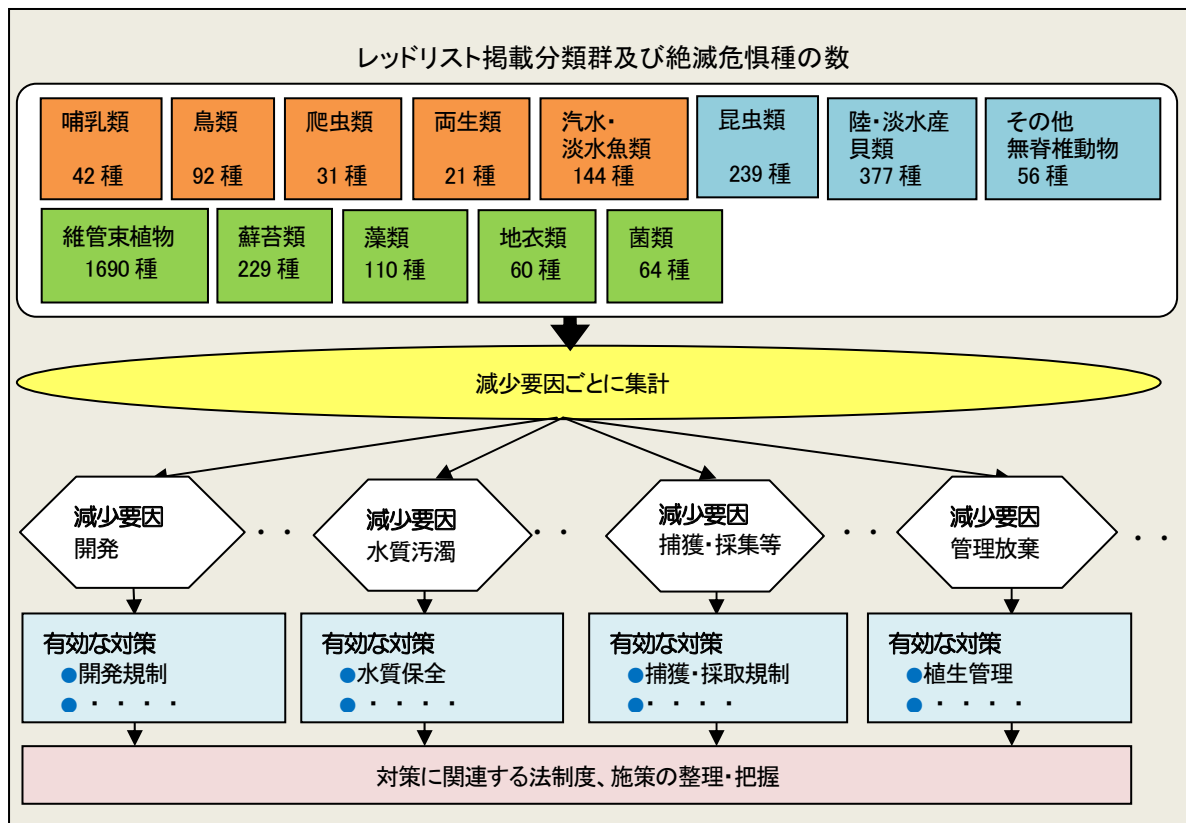 レッドリスト掲載分類群及び絶滅危惧種の数
哺乳類
42 種
鳥類
92 種
爬虫類
31 種
両生類
21 種
汽水・
淡水魚類
144 種
昆虫類
239 種
陸・淡水産
貝類
377 種
その他
無脊椎動物
56 種
維管束植物
1690 種
蘚苔類
229 種
藻類
110 種
地衣類
60 種
菌類
64 種
減少要因ごとに集計
減少要因
開発
・・
減少要因
水質汚濁
・・
減少要因
捕獲・採集等
・・
減少要因
管理放棄
・・
有効な対策
●開発規制
●・・・・
有効な対策
●水質保全
●・・・・
有効な対策
●捕獲・採取規制
●・・・・
有効な対策
●植生管理
●・・・・
対策に関連する法制度、施策の整理・把握